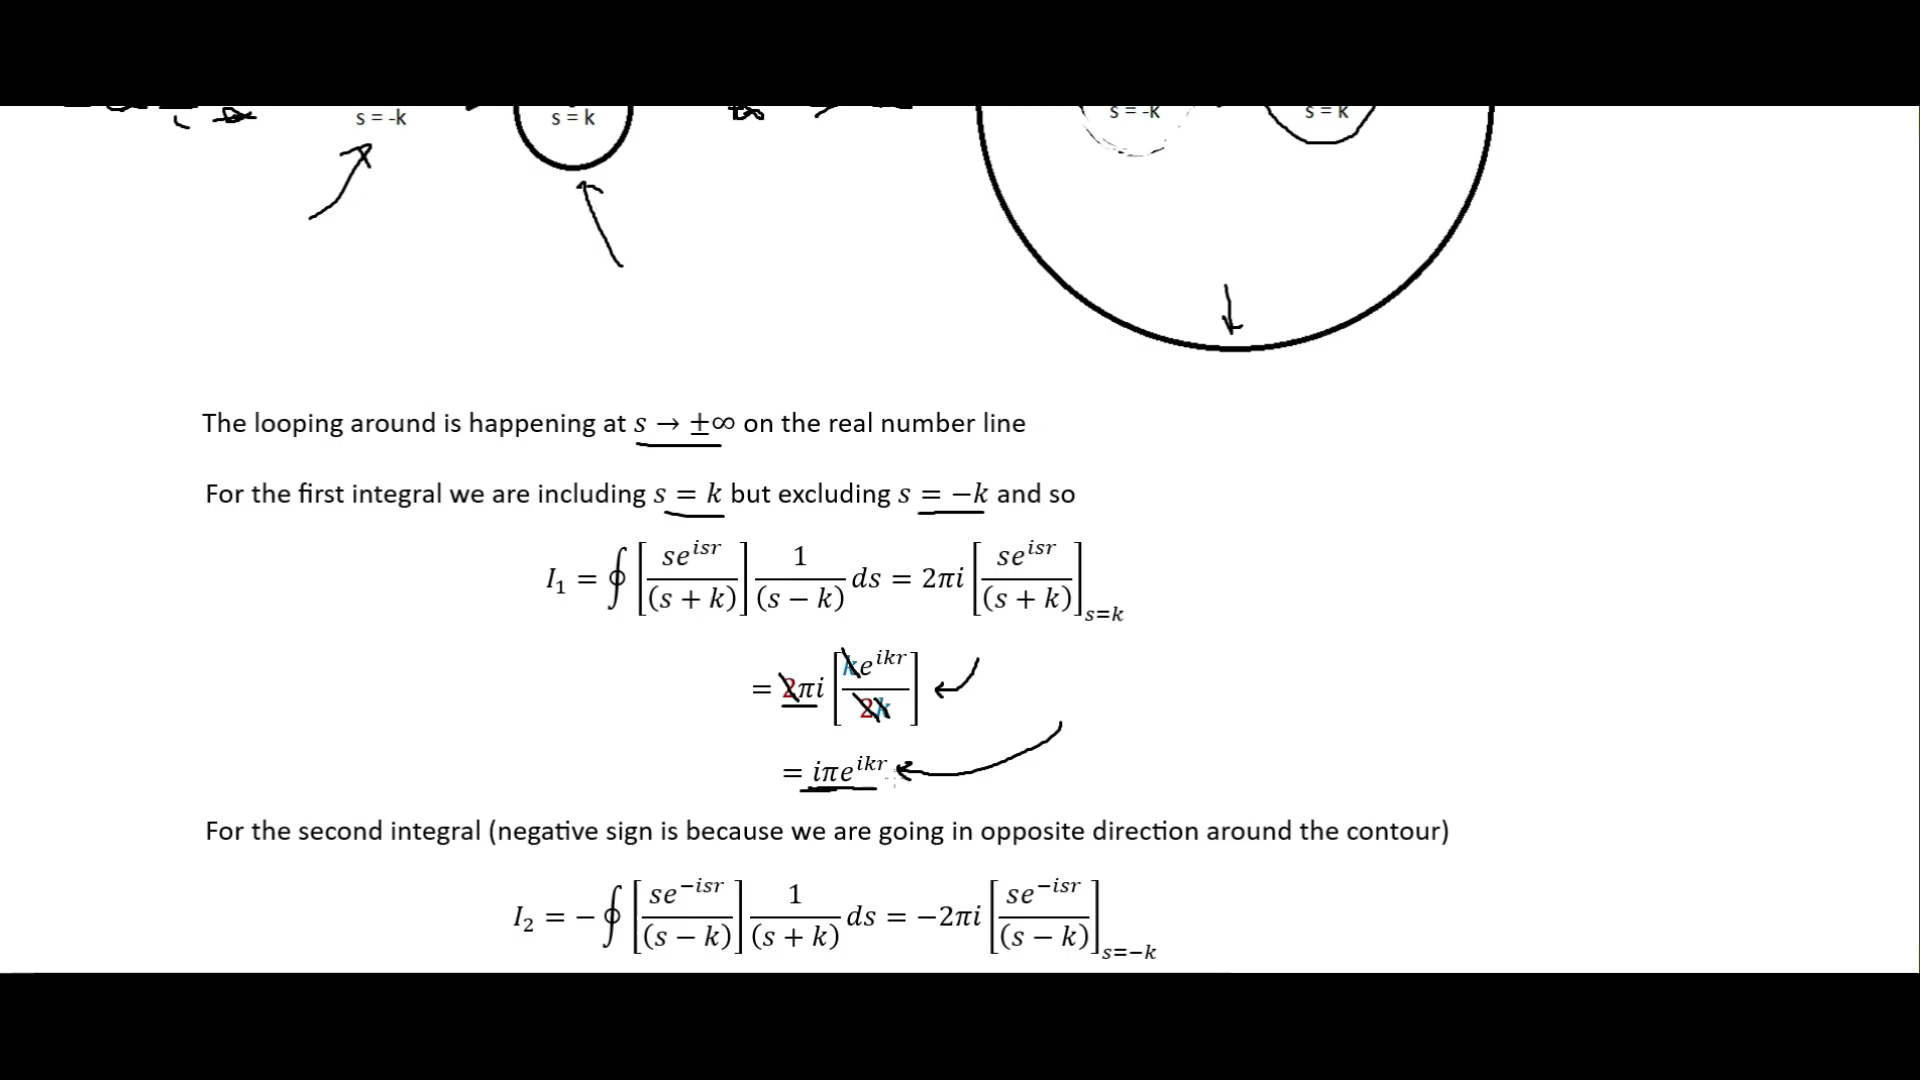 s = -k
s = k
s = -k
s = k
The looping around is happening at s → ±∞ on the real number line
For the first integral we are including s = k but excluding s = −k and so
I₁ = ∮ [se^{isr}/(s + k)] 1/(s − k) ds = 2πi [se^{isr}/(s + k)]_{s=k}
= 2πi [ke^{ikr}/2k]
= iπe^{ikr}
For the second integral (negative sign is because we are going in opposite direction around the contour)
I₂ = − ∮ [se^{−isr}/(s − k)] 1/(s + k) ds = −2πi [se^{−isr}/(s − k)]_{s=−k}